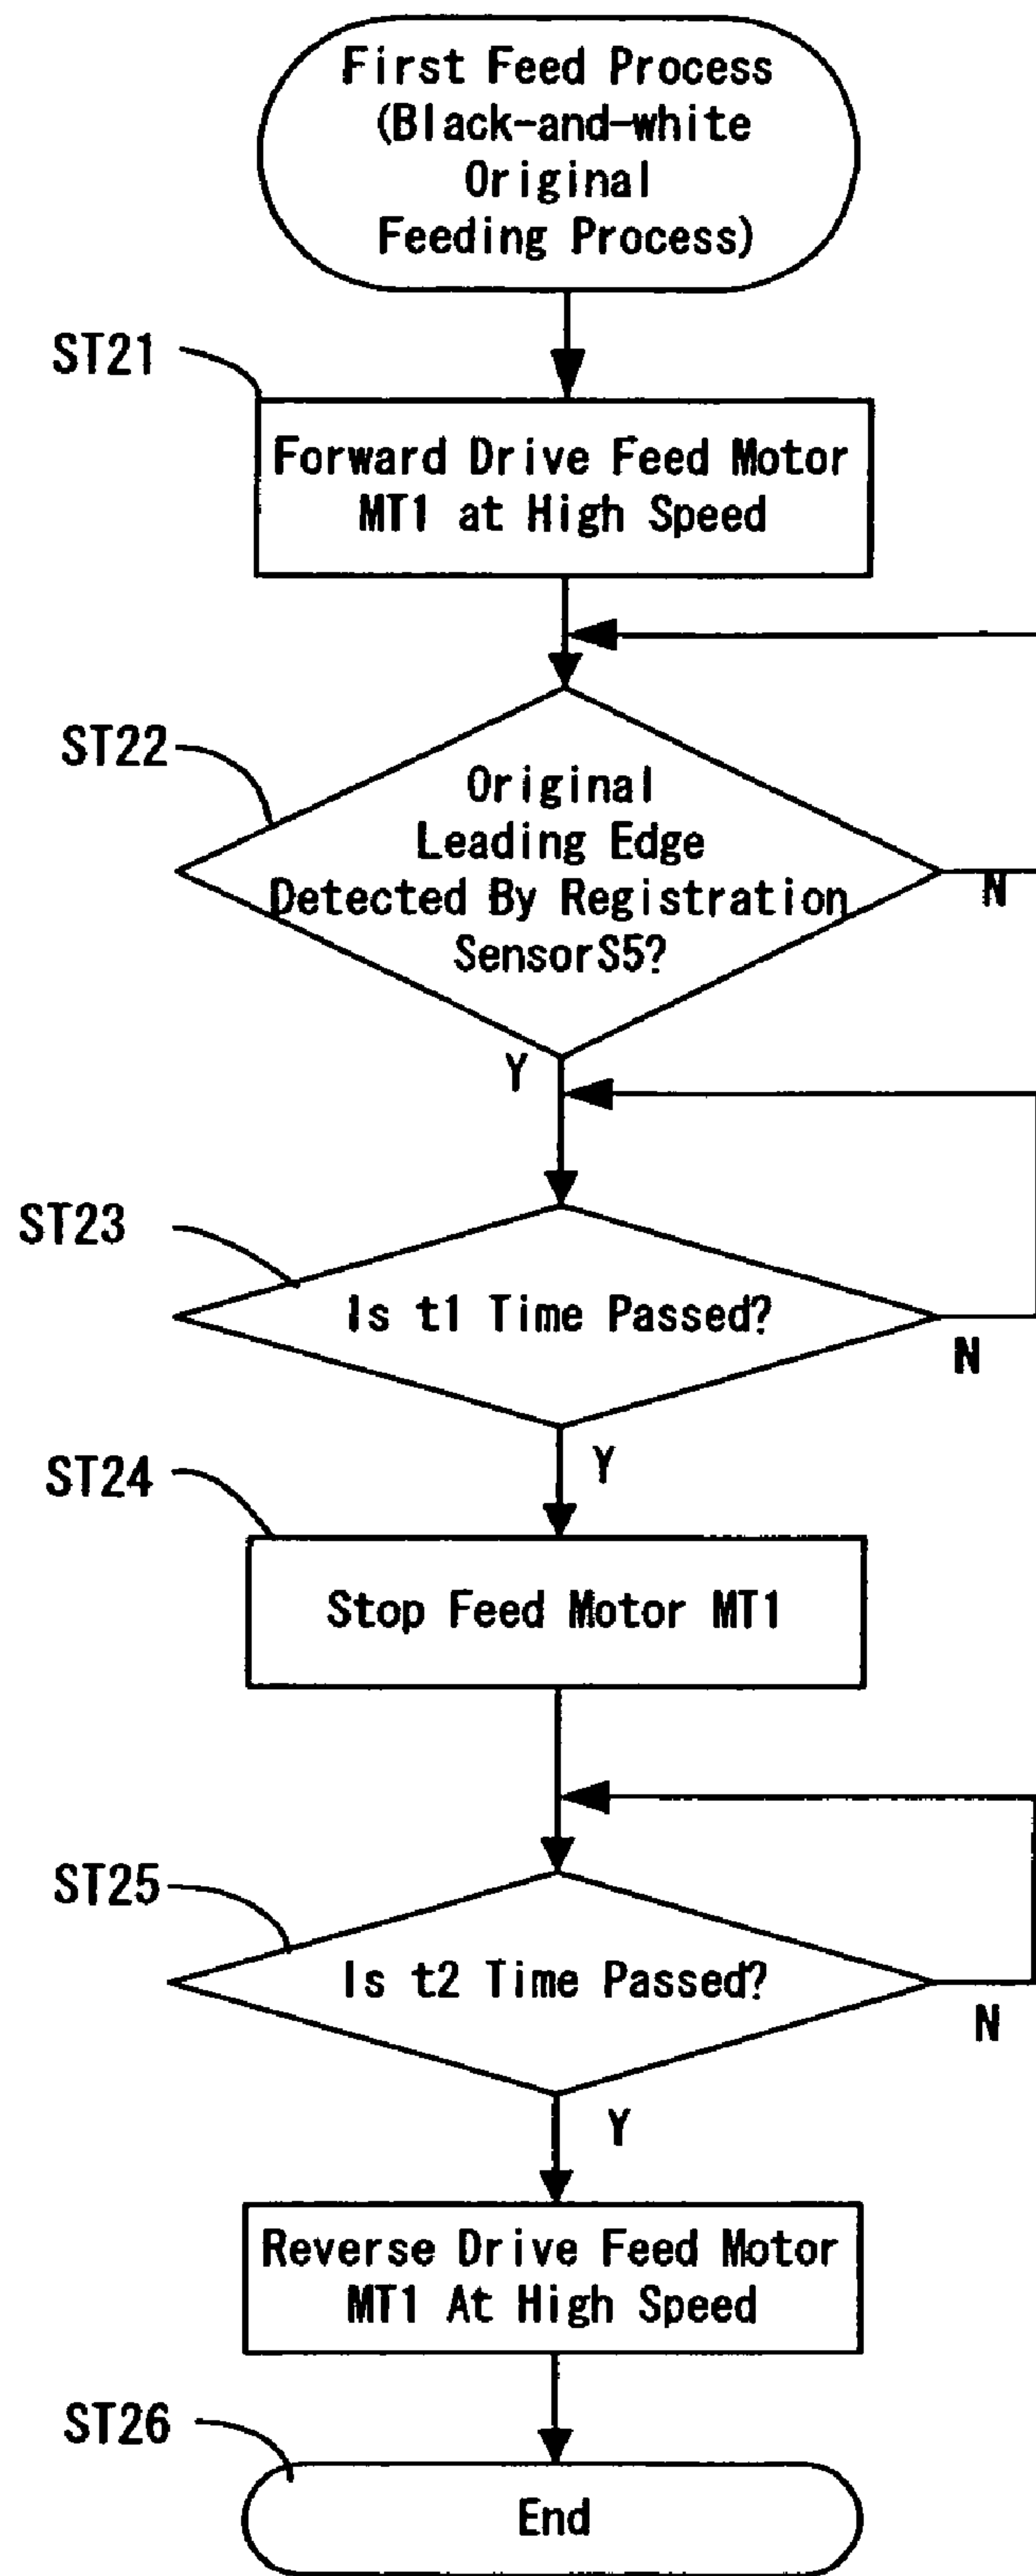 First Feed Process
(Black-and-white
Original
Feeding Process)
ST21
Forward Drive Feed Motor
MT1 at High Speed
ST22
Original
Leading Edge
Detected By Registration
SensorS5?
N
Y
ST23
Is t1 Time Passed?
N
Y
ST24
Stop Feed Motor MT1
ST25
Is t2 Time Passed?
N
Y
Reverse Drive Feed Motor
MT1 At High Speed
ST26
End